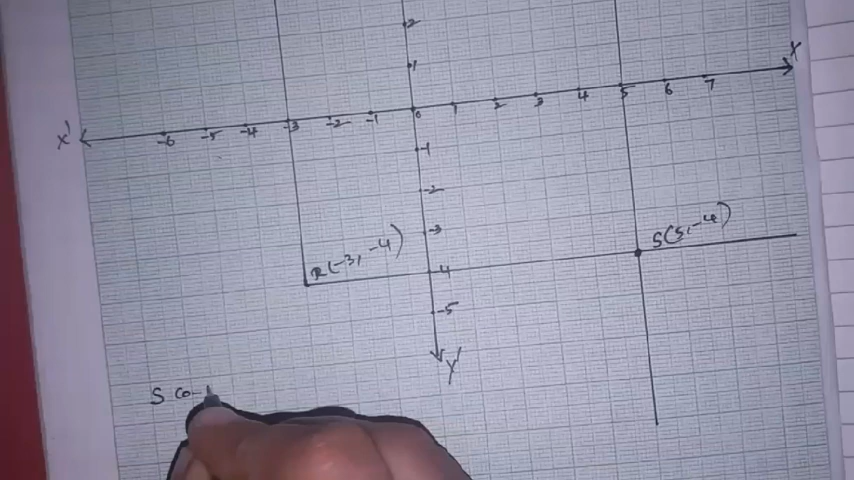 2
1
X
X' -6 -5 -4 -3 -2 -1 0 1 2 3 4 5 6 7
-1
-2
-3
R(-3, -4)
S(5, -4)
-4
-5
Y'
S co-